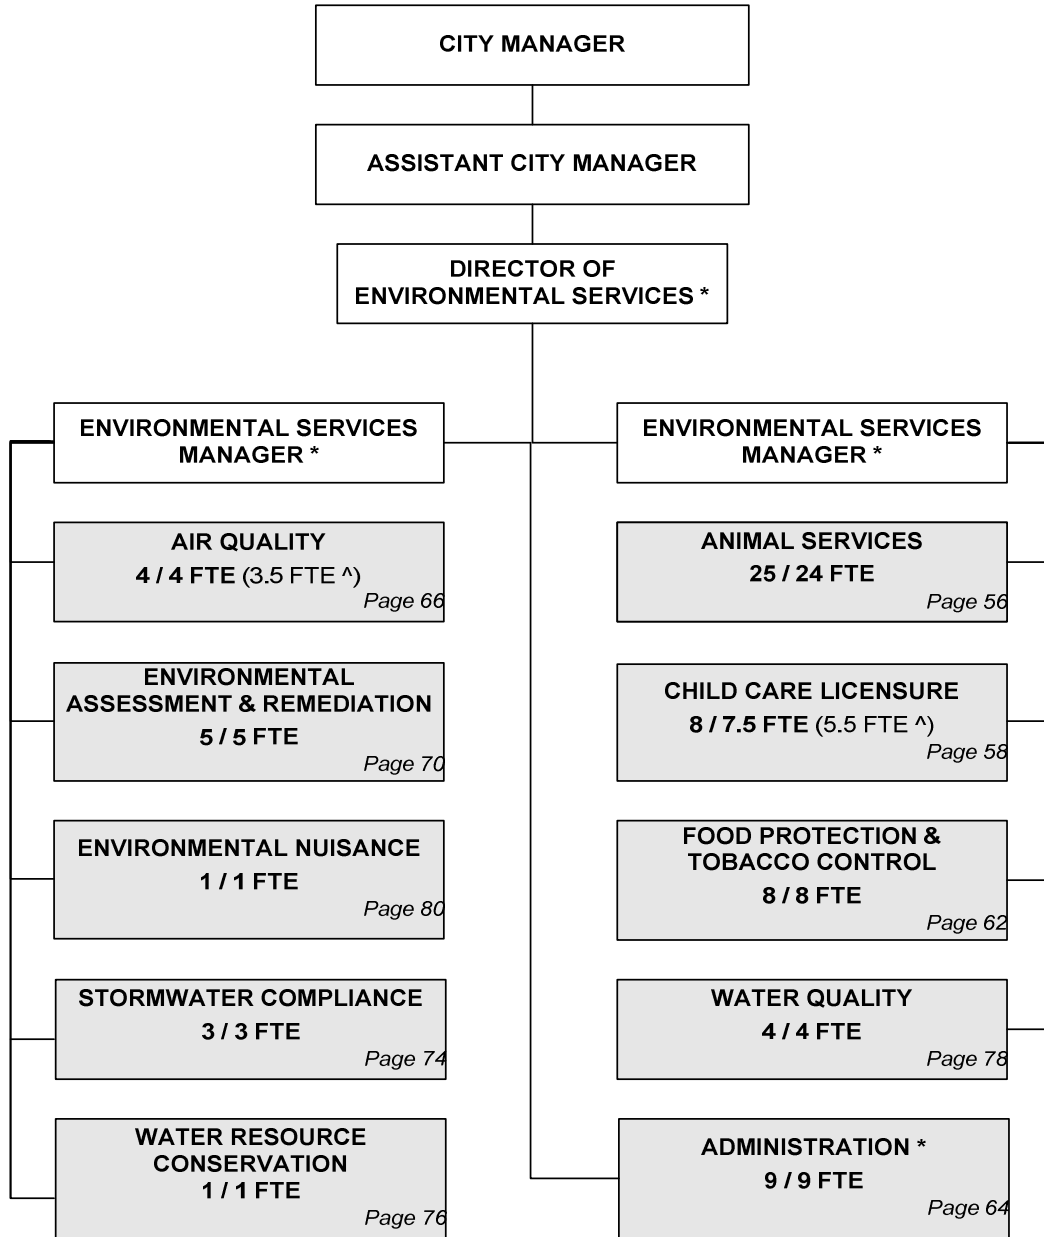 CITY MANAGER
ASSISTANT CITY MANAGER
DIRECTOR OF
ENVIRONMENTAL SERVICES *
ENVIRONMENTAL SERVICES
MANAGER *
AIR QUALITY
4 / 4 FTE (3.5 FTE ^)
Page 66
ENVIRONMENTAL
ASSESSMENT & REMEDIATION
5 / 5 FTE
Page 70
ENVIRONMENTAL NUISANCE
1 / 1 FTE
Page 80
STORMWATER COMPLIANCE
3 / 3 FTE
Page 74
WATER RESOURCE
CONSERVATION
1 / 1 FTE
Page 76
ENVIRONMENTAL SERVICES
MANAGER *
ANIMAL SERVICES
25 / 24 FTE
Page 56
CHILD CARE LICENSURE
8 / 7.5 FTE (5.5 FTE ^)
Page 58
FOOD PROTECTION &
TOBACCO CONTROL
8 / 8 FTE
Page 62
WATER QUALITY
4 / 4 FTE
Page 78
ADMINISTRATION *
9 / 9 FTE
Page 64